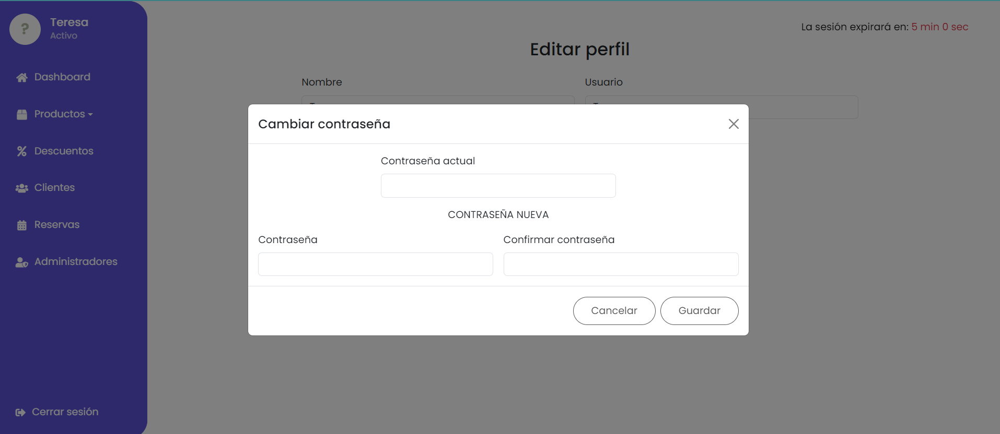 Teresa
Activo
Dashboard
Productos
Descuentos
Clientes
Reservas
Administradores
Cerrar sesión
La sesión expirará en: 5 min 0 sec
Editar perfil
Nombre
Usuario
Cambiar contraseña
Contraseña actual
CONTRASEÑA NUEVA
Contraseña
Confirmar contraseña
Cancelar
Guardar